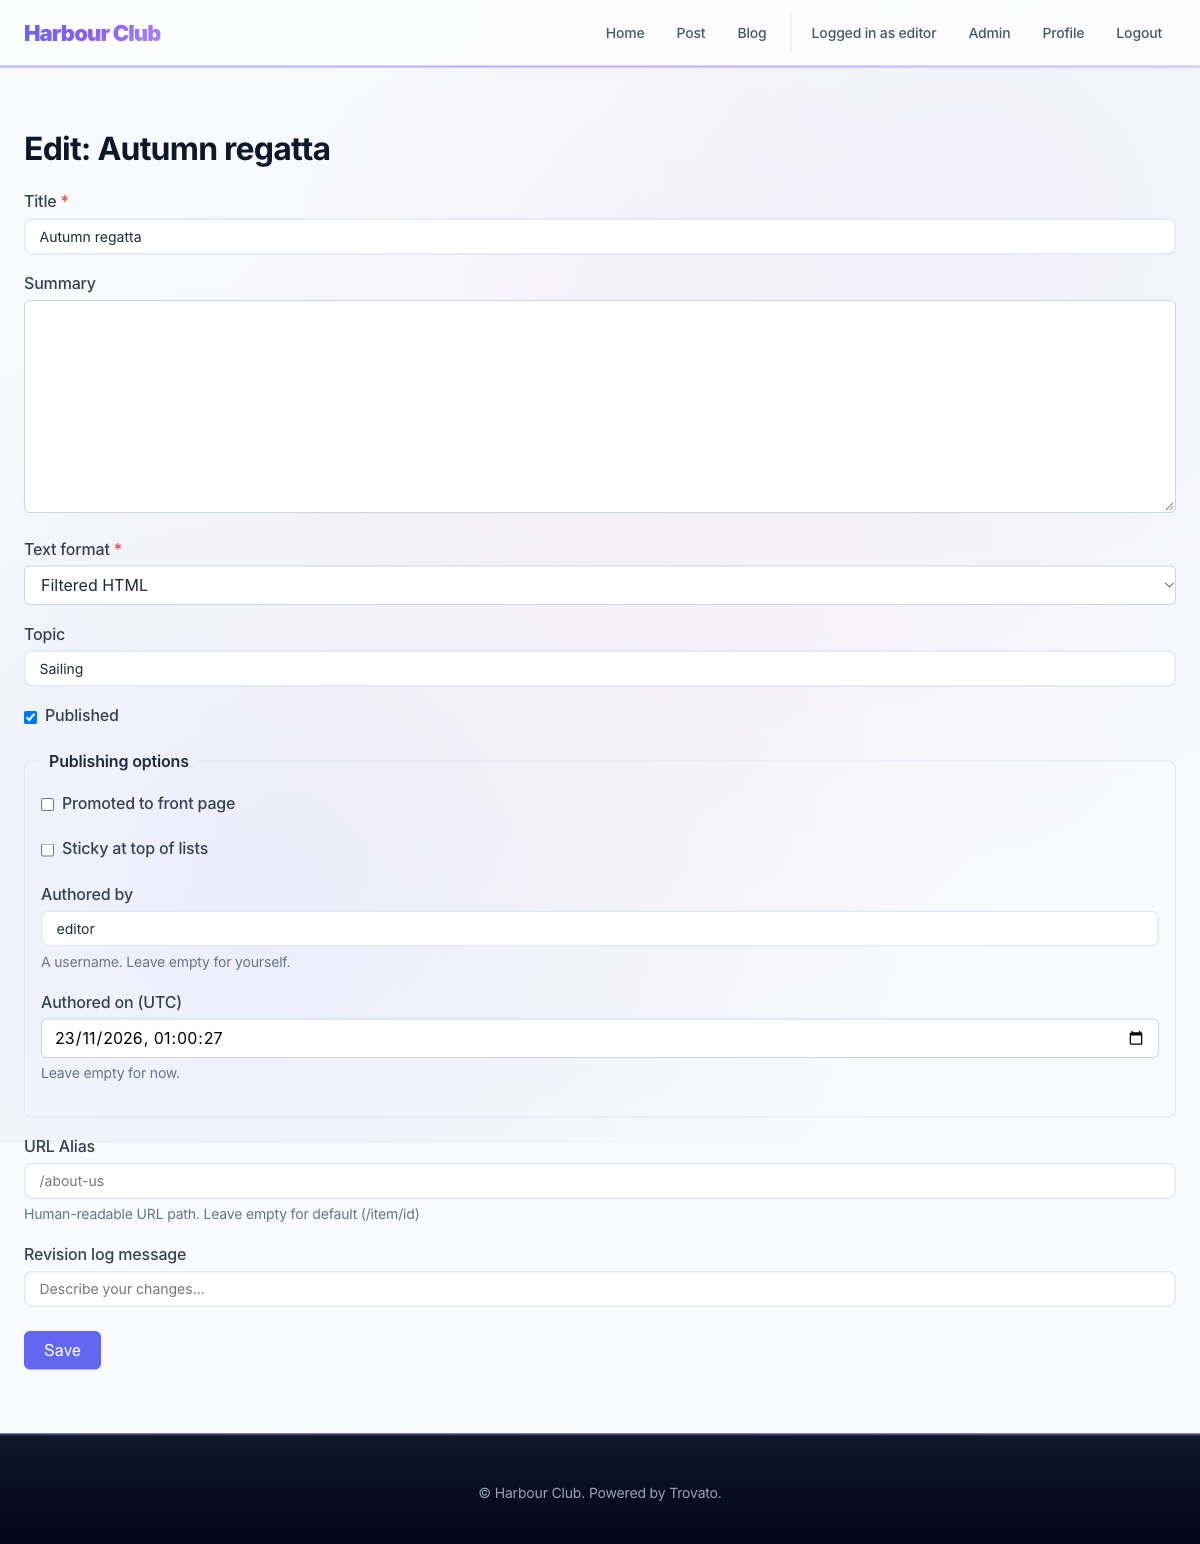 Harbour Club
Home Post Blog Logged in as editor Admin Profile Logout
Edit: Autumn regatta
Title *
Autumn regatta
Summary
Text format *
Filtered HTML
Topic
Sailing
Published
Publishing options
Promoted to front page
Sticky at top of lists
Authored by
editor
A username. Leave empty for yourself.
Authored on (UTC)
23/11/2026, 01:00:27
Leave empty for now.
URL Alias
/about-us
Human-readable URL path. Leave empty for default (/item/id)
Revision log message
Describe your changes...
Save
© Harbour Club. Powered by Trovato.